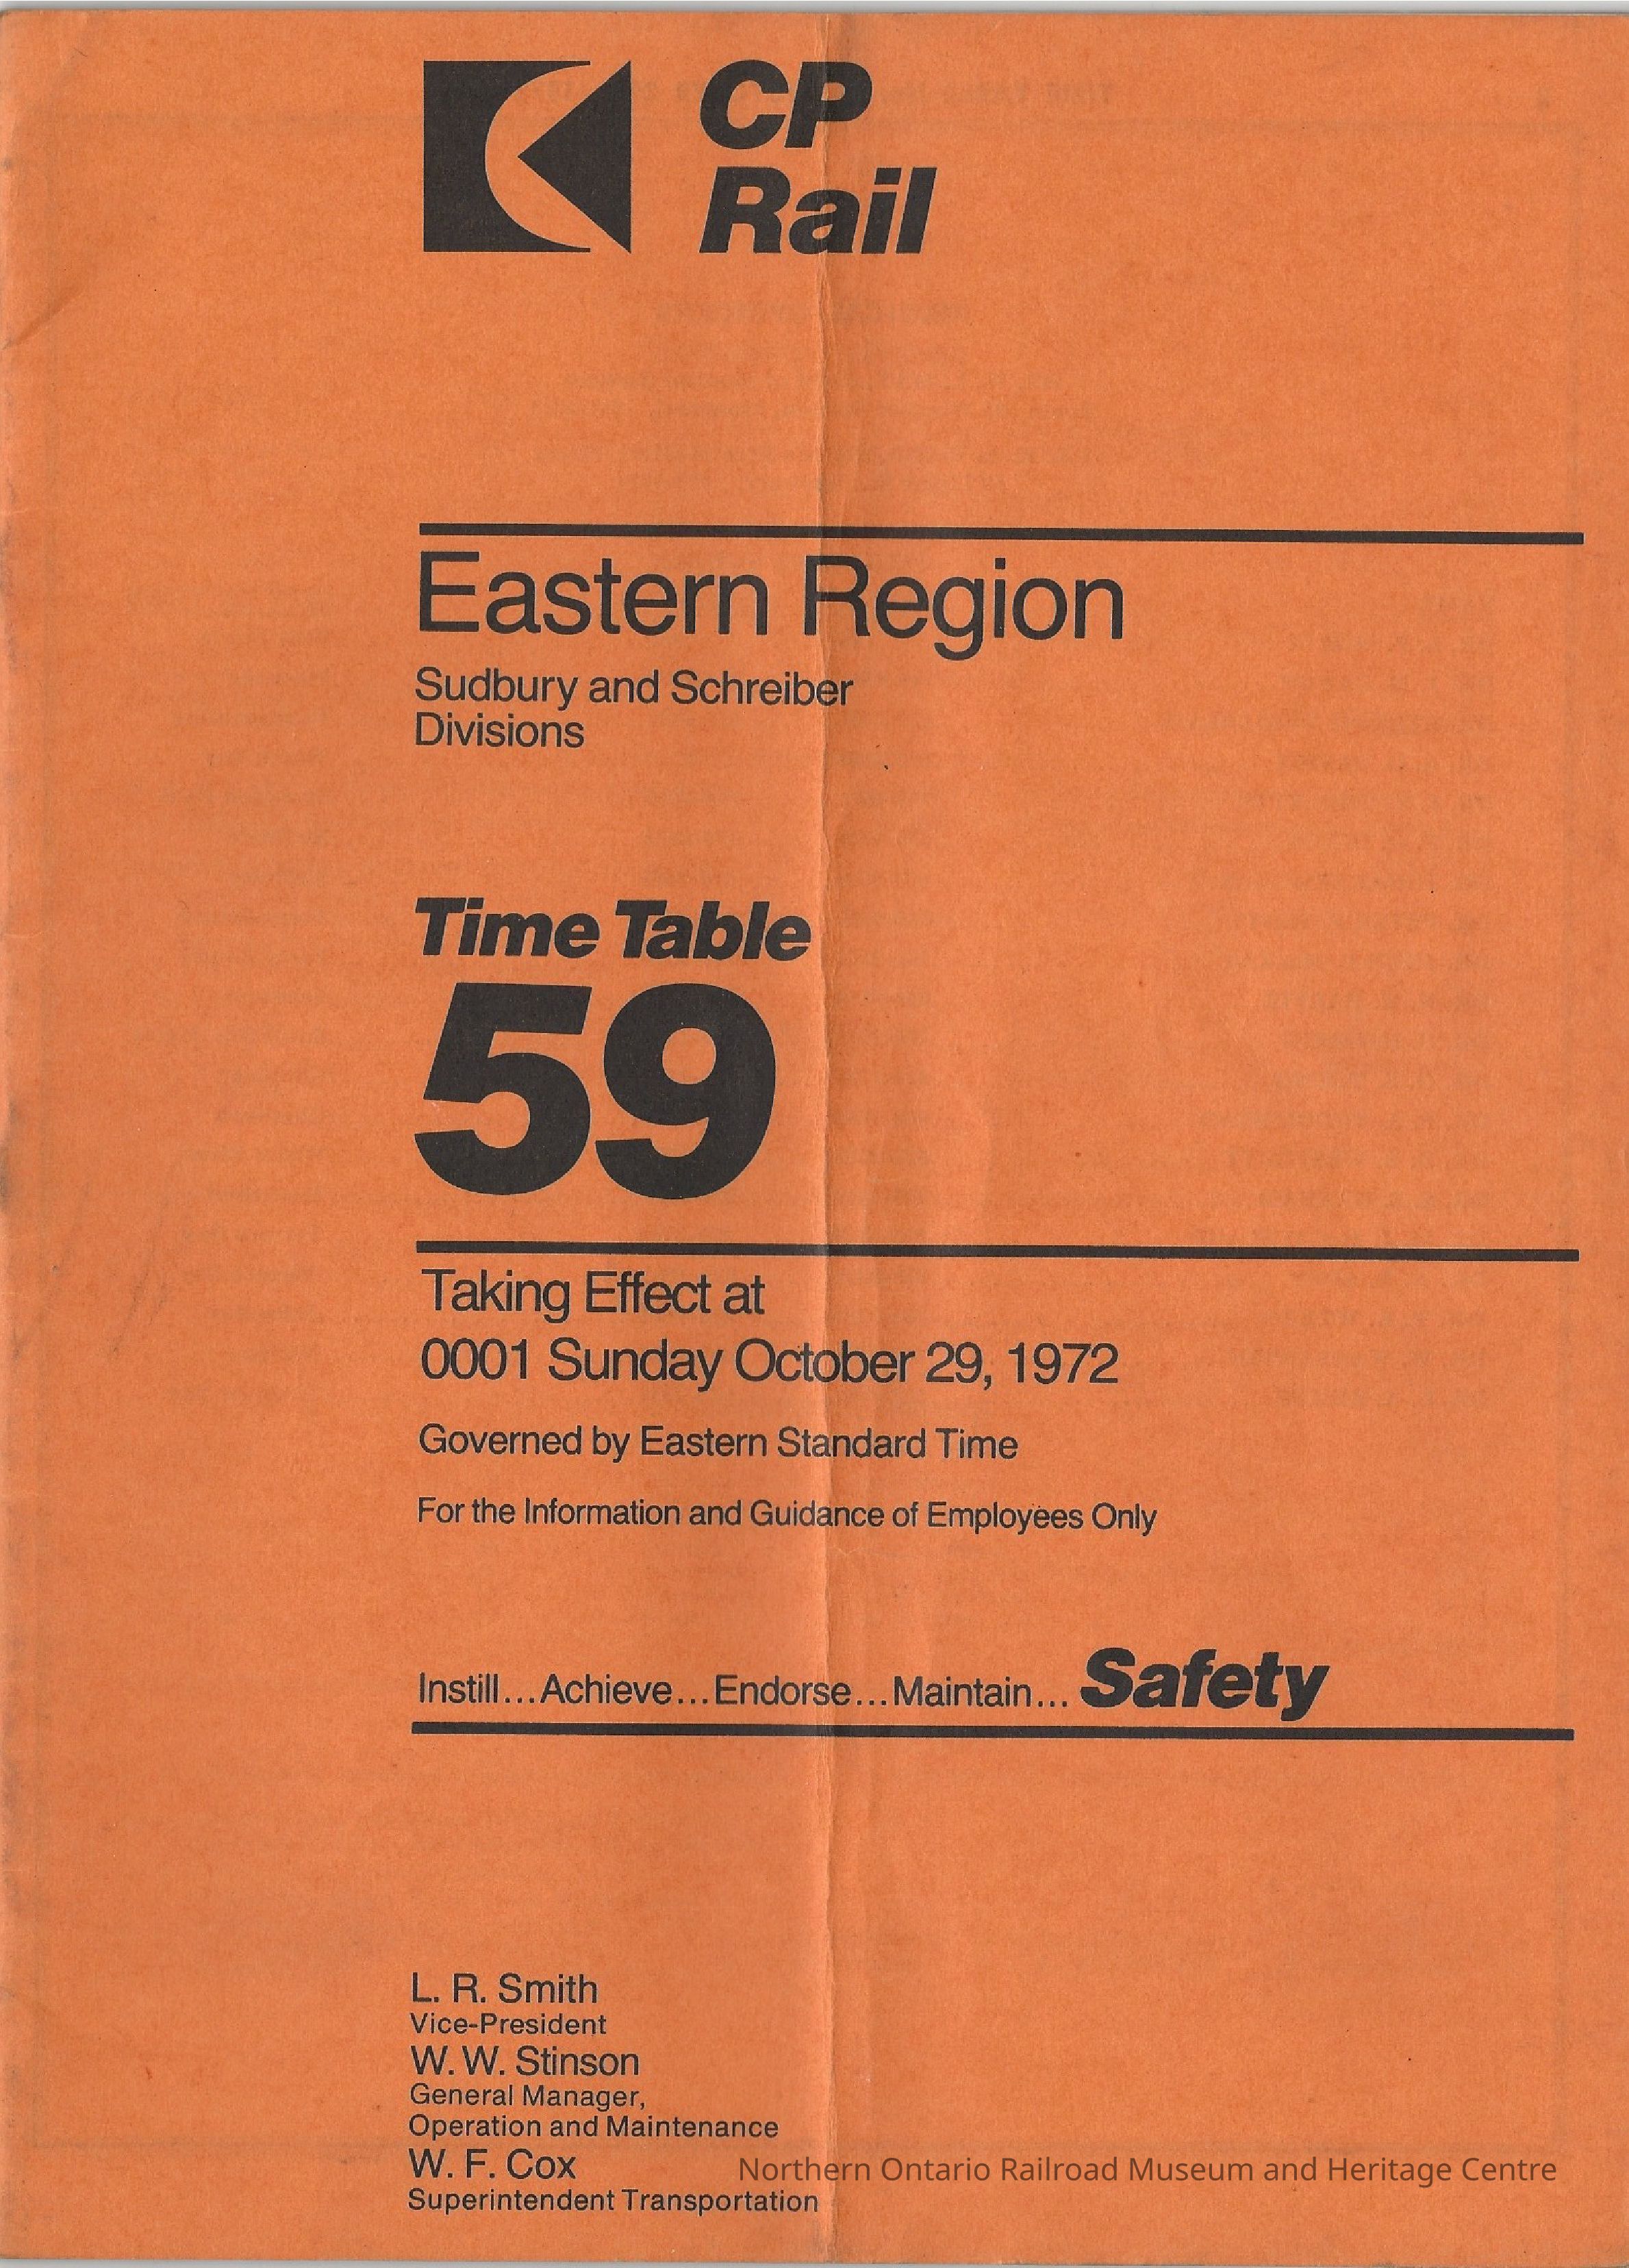 CP
Rail
Eastern Region
Sudbury and Schreiber
Divisions
Time Table
59
Taking Effect at
0001 Sunday October 29, 1972
Governed by Eastern Standard Time
For the Information and Guidance of Employees Only
Instill...Achieve...Endorse...Maintain... Safety
L. R. Smith
Vice-President
W. W. Stinson
General Manager,
Operation and Maintenance
W. F. Cox
Superintendent Transportation
Northern Ontario Railroad Museum and Heritage Centre